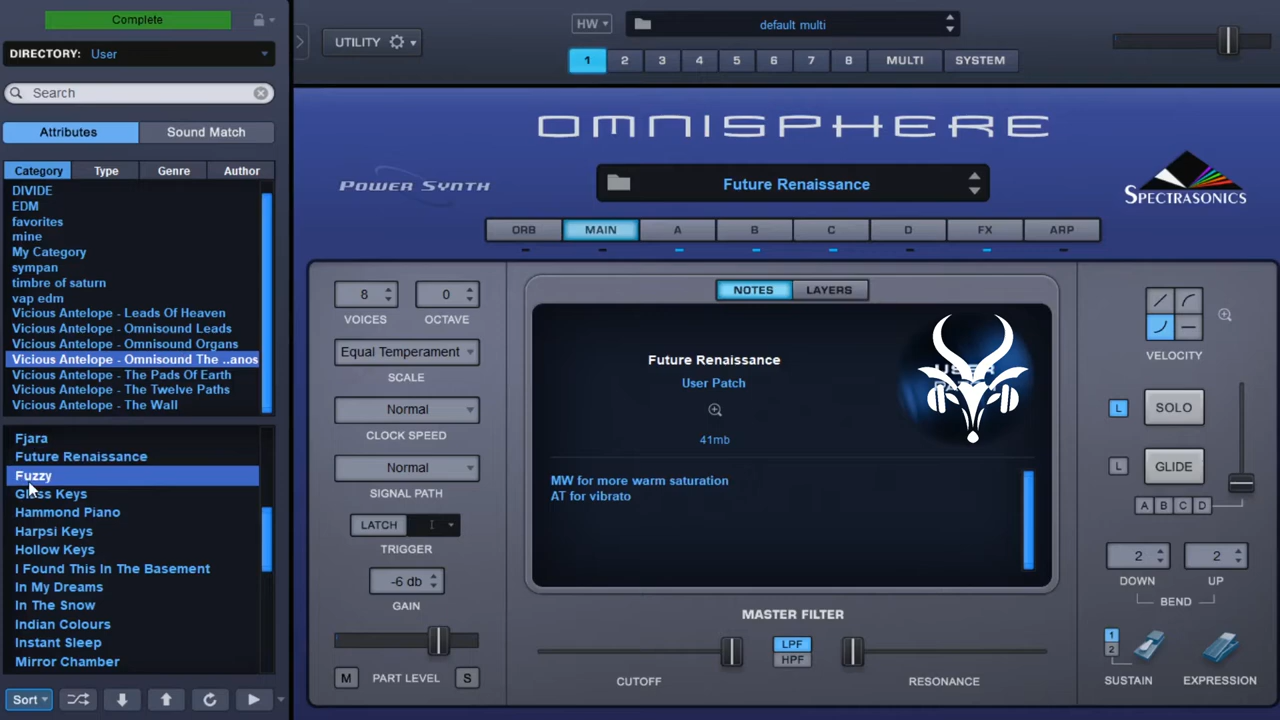 Complete
DIRECTORY: User
Search
Attributes
Sound Match
Category
Type
Genre
Author
DIVIDE
EDM
favorites
mine
My Category
sympan
timbre of saturn
vap edm
Vicious Antelope - Leads Of Heaven
Vicious Antelope - Omnisound Leads
Vicious Antelope - Omnisound Organs
Vicious Antelope - Omnisound The ..anos
Vicious Antelope - The Pads Of Earth
Vicious Antelope - The Twelve Paths
Vicious Antelope - The Wall
Fjara
Future Renaissance
Fuzzy
Glass Keys
Hammond Piano
Harpsi Keys
Hollow Keys
I Found This In The Basement
In My Dreams
In The Snow
Indian Colours
Instant Sleep
Mirror Chamber
Sort
UTILITY
HW
default multi
1 2 3 4 5 6 7 8 MULTI SYSTEM
OMNISPHERE
POWER SYNTH
Future Renaissance
SPECTRASONICS
ORB MAIN A B C D FX ARP
8
VOICES
0
OCTAVE
Equal Temperament
SCALE
Normal
CLOCK SPEED
Normal
SIGNAL PATH
LATCH
TRIGGER
-6 db
GAIN
M PART LEVEL S
NOTES LAYERS
Future Renaissance
User Patch
41mb
USER
MW for more warm saturation
AT for vibrato
MASTER FILTER
CUTOFF
LPF
HPF
RESONANCE
VELOCITY
L SOLO
L GLIDE
A B C D
2 2
DOWN UP
BEND
1
2
SUSTAIN EXPRESSION